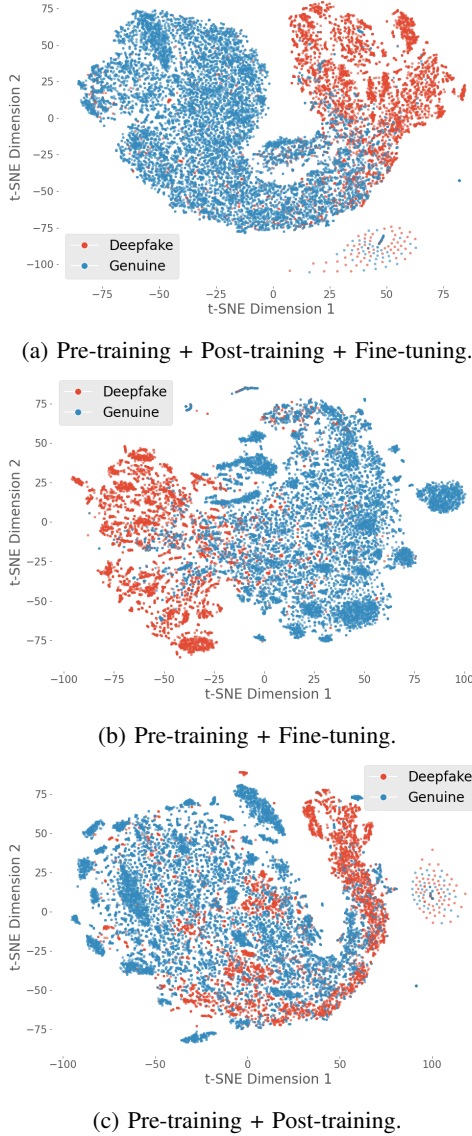 75
50
25
0
−25
−50
−75
−100
t-SNE Dimension 2
Deepfake
Genuine
−75 −50 −25 0 25 50 75
t-SNE Dimension 1
(a) Pre-training + Post-training + Fine-tuning.
Deepfake
Genuine
75
50
25
0
−25
−50
−75
t-SNE Dimension 2
−100 −75 −50 −25 0 25 50 75 100
t-SNE Dimension 1
(b) Pre-training + Fine-tuning.
Deepfake
Genuine
75
50
25
0
−25
−50
−75
t-SNE Dimension 2
−100 −50 0 50 100
t-SNE Dimension 1
(c) Pre-training + Post-training.